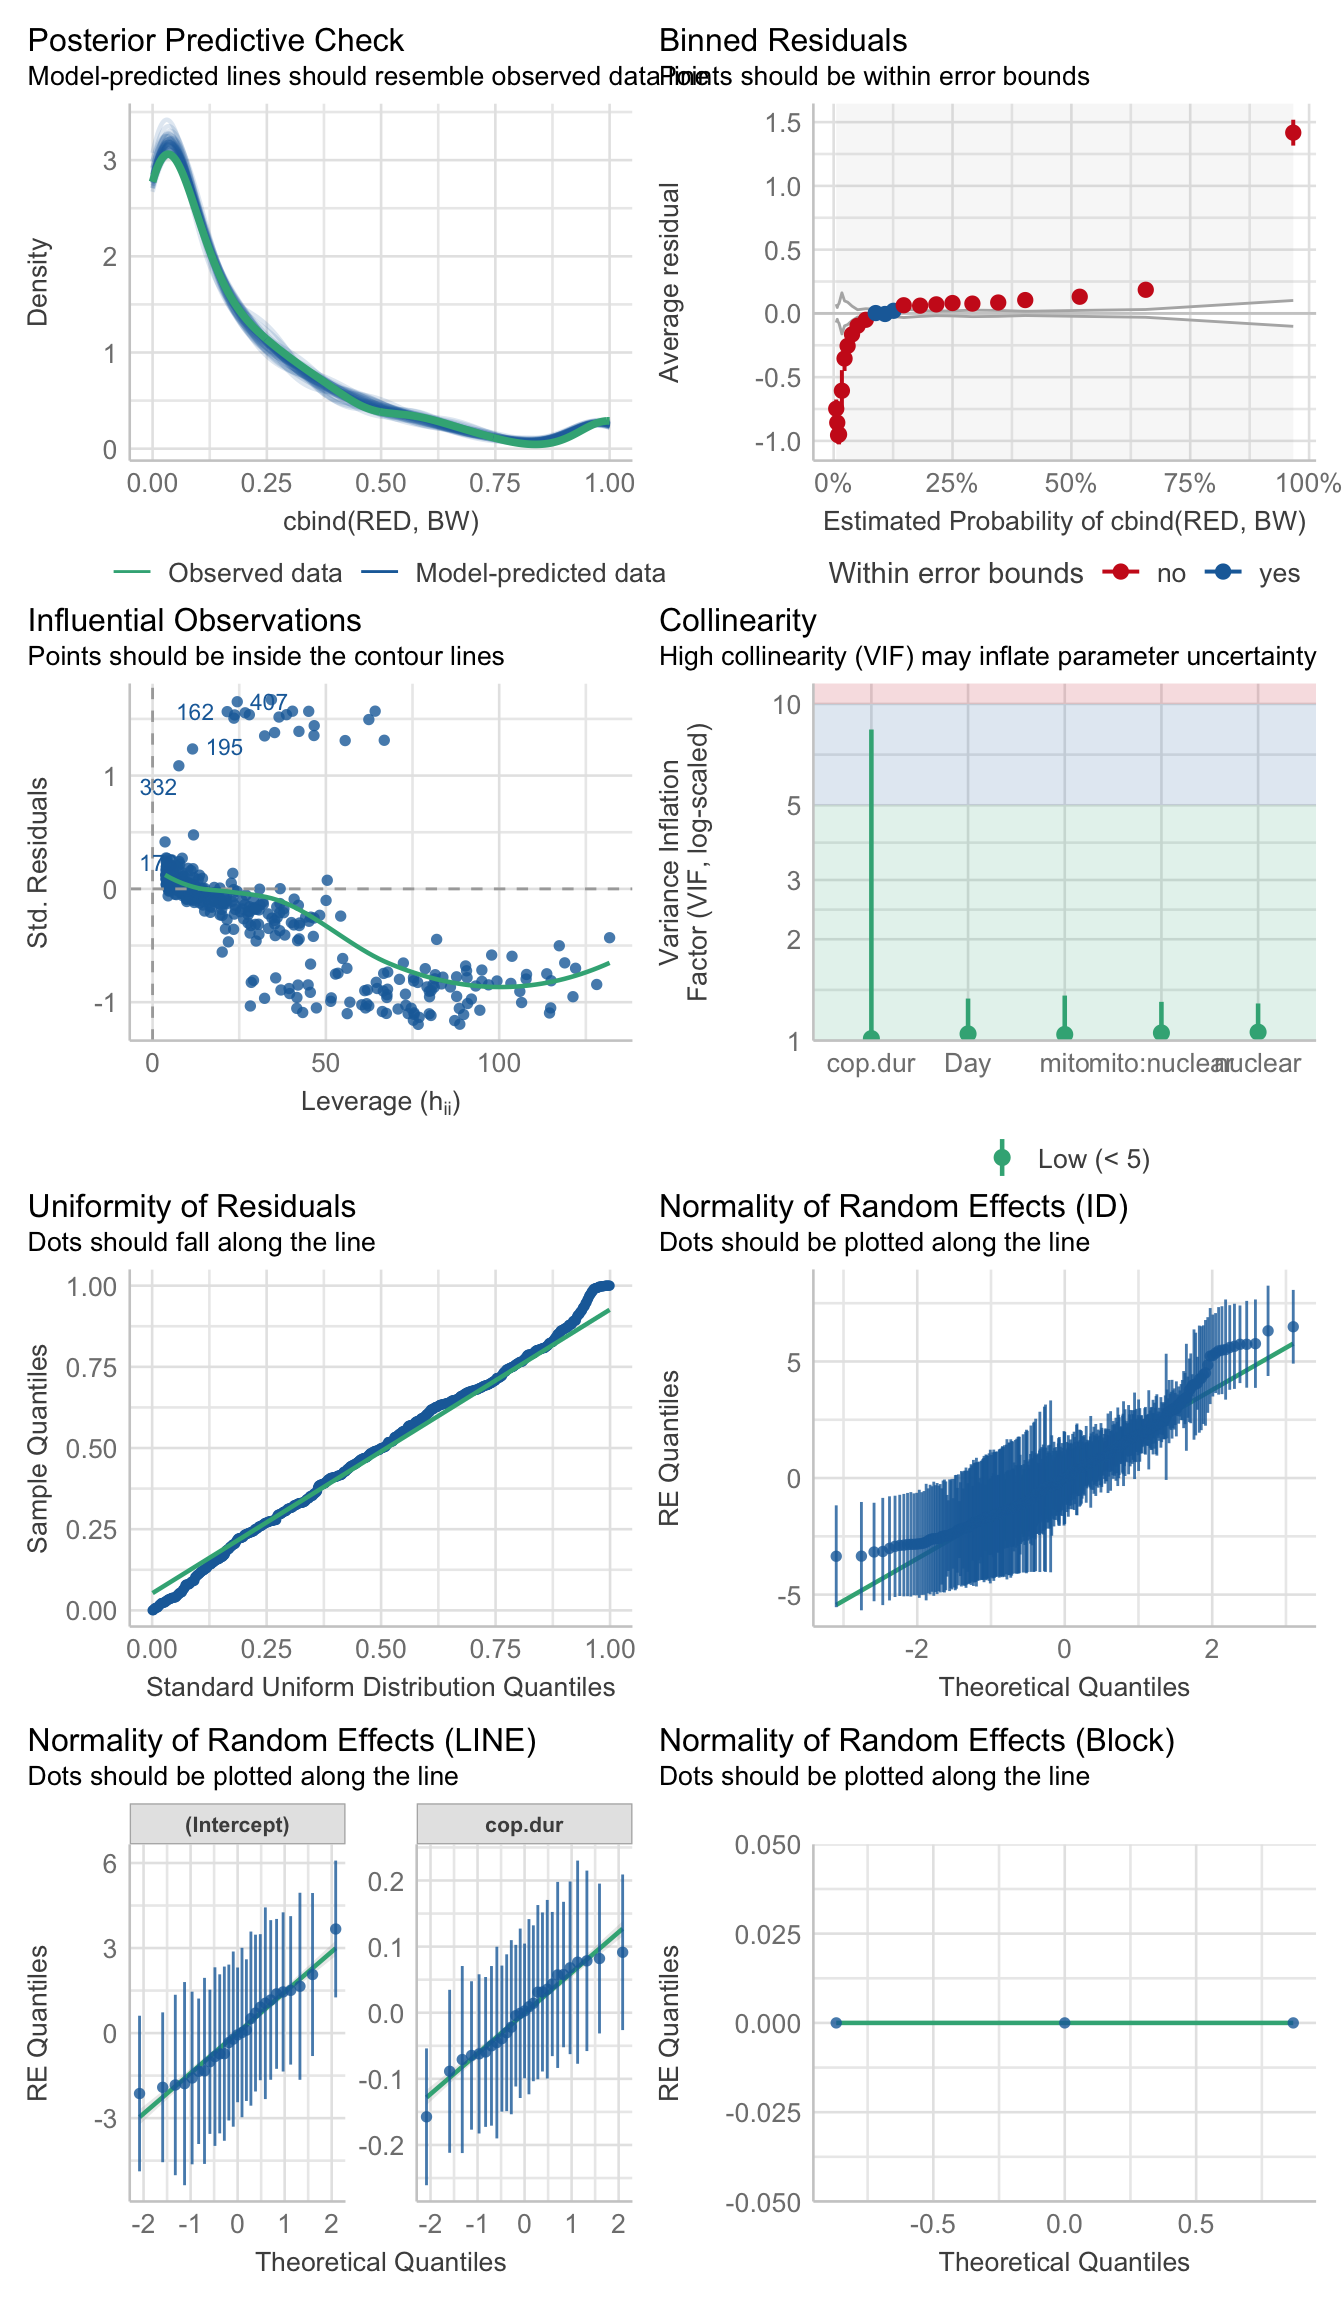 Posterior Predictive Check
Model-predicted lines should resemble observed data line
Density
3
2
1
0
0.00 0.25 0.50 0.75 1.00
cbind(RED, BW)
Observed data Model-predicted data
Binned Residuals
Points should be within error bounds
Average residual
1.5
1.0
0.5
0.0
-0.5
-1.0
0% 25% 50% 75% 100%
Estimated Probability of cbind(RED, BW)
Within error bounds no yes
Influential Observations
Points should be inside the contour lines
Std. Residuals
1
0
-1
162
407
195
332
0 50 100
Leverage (hii)
Collinearity
High collinearity (VIF) may inflate parameter uncertainty
Variance Inflation
Factor (VIF, log-scaled)
10
5
3
2
1
cop.dur Day mito mito:nuclear nuclear
Low (< 5)
Uniformity of Residuals
Dots should fall along the line
Sample Quantiles
1.00
0.75
0.50
0.25
0.00
0.00 0.25 0.50 0.75 1.00
Standard Uniform Distribution Quantiles
Normality of Random Effects (ID)
Dots should be plotted along the line
RE Quantiles
5
0
-5
-2 0 2
Theoretical Quantiles
Normality of Random Effects (LINE)
Dots should be plotted along the line
(Intercept) cop.dur
RE Quantiles
6
3
0
-3
0.2
0.1
0.0
-0.1
-0.2
-2 -1 0 1 2 -2 -1 0 1 2
Theoretical Quantiles
Normality of Random Effects (Block)
Dots should be plotted along the line
RE Quantiles
0.050
0.025
0.000
-0.025
-0.050
-0.5 0.0 0.5
Theoretical Quantiles